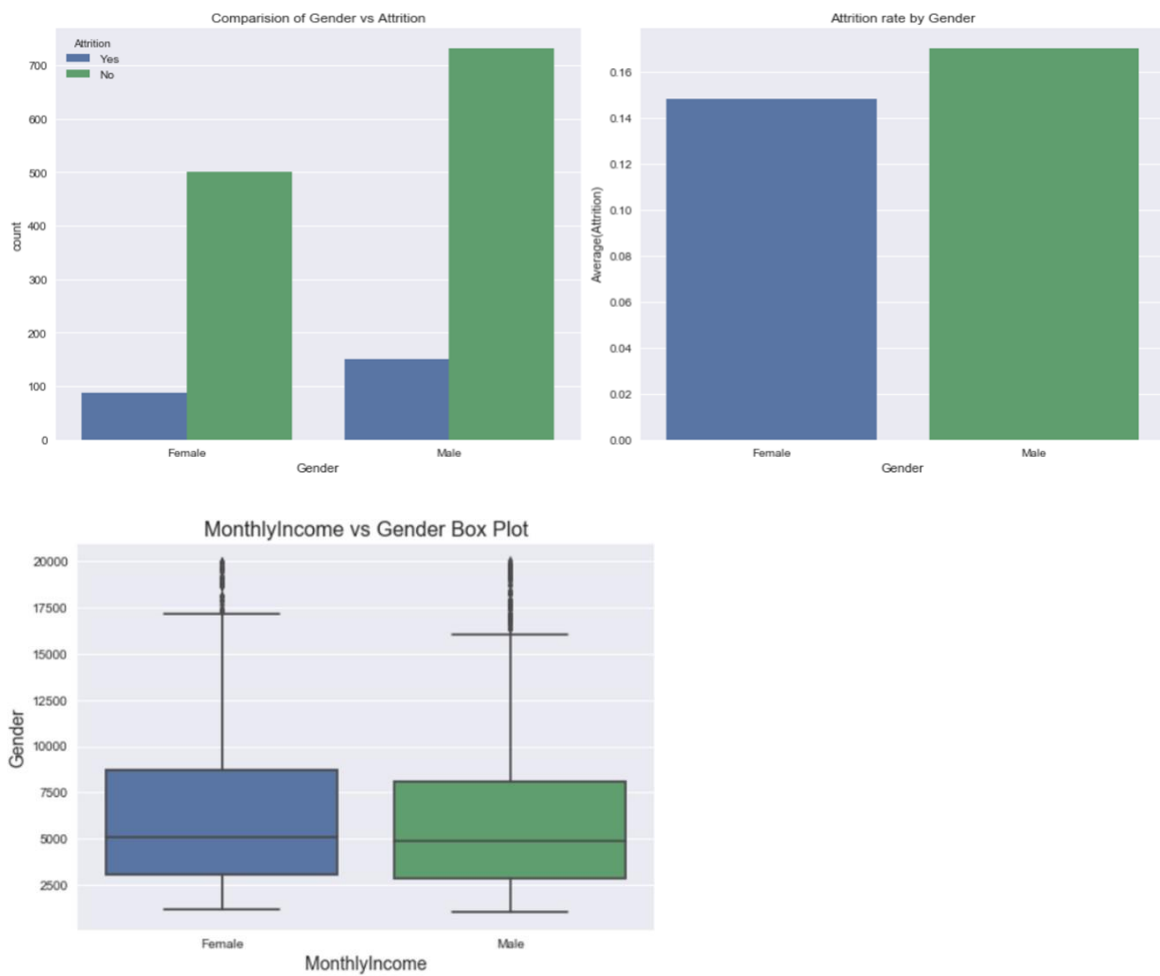 Comparision of Gender vs Attrition
Attrition
Yes
No
700
600
500
400
300
200
100
0
count
Female
Male
Gender
Attrition rate by Gender
0.16
0.14
0.12
0.10
0.08
0.06
0.04
0.02
0.00
Average(Attrition)
Female
Male
Gender
MonthlyIncome vs Gender Box Plot
20000
17500
15000
12500
10000
7500
5000
2500
Gender
Female
Male
MonthlyIncome